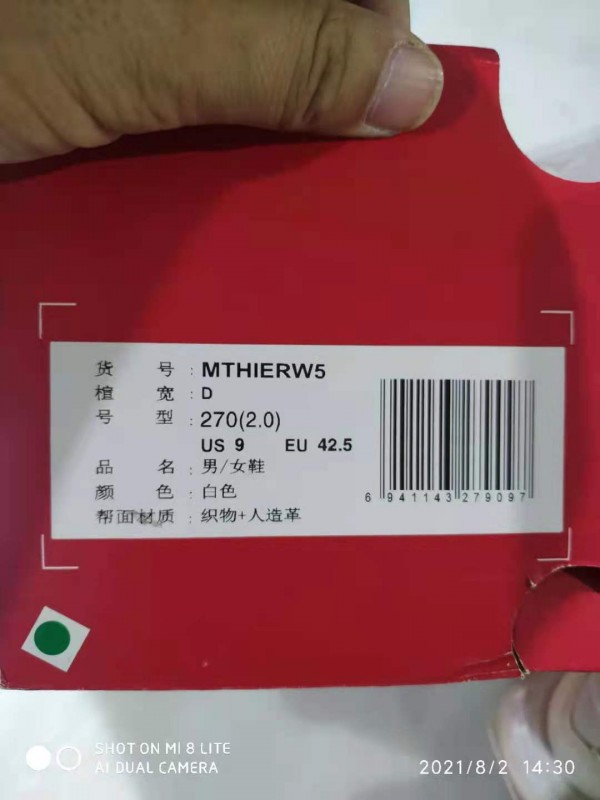 货号:MTHIERW5
楦宽:D
号型:270(2.0)
US 9 EU 42.5
品名:男/女鞋
颜色:白色
帮面材质:织物+人造革
6 941143 279097
SHOT ON MI 8 LITE
AI DUAL CAMERA
2021/8/2 14:30